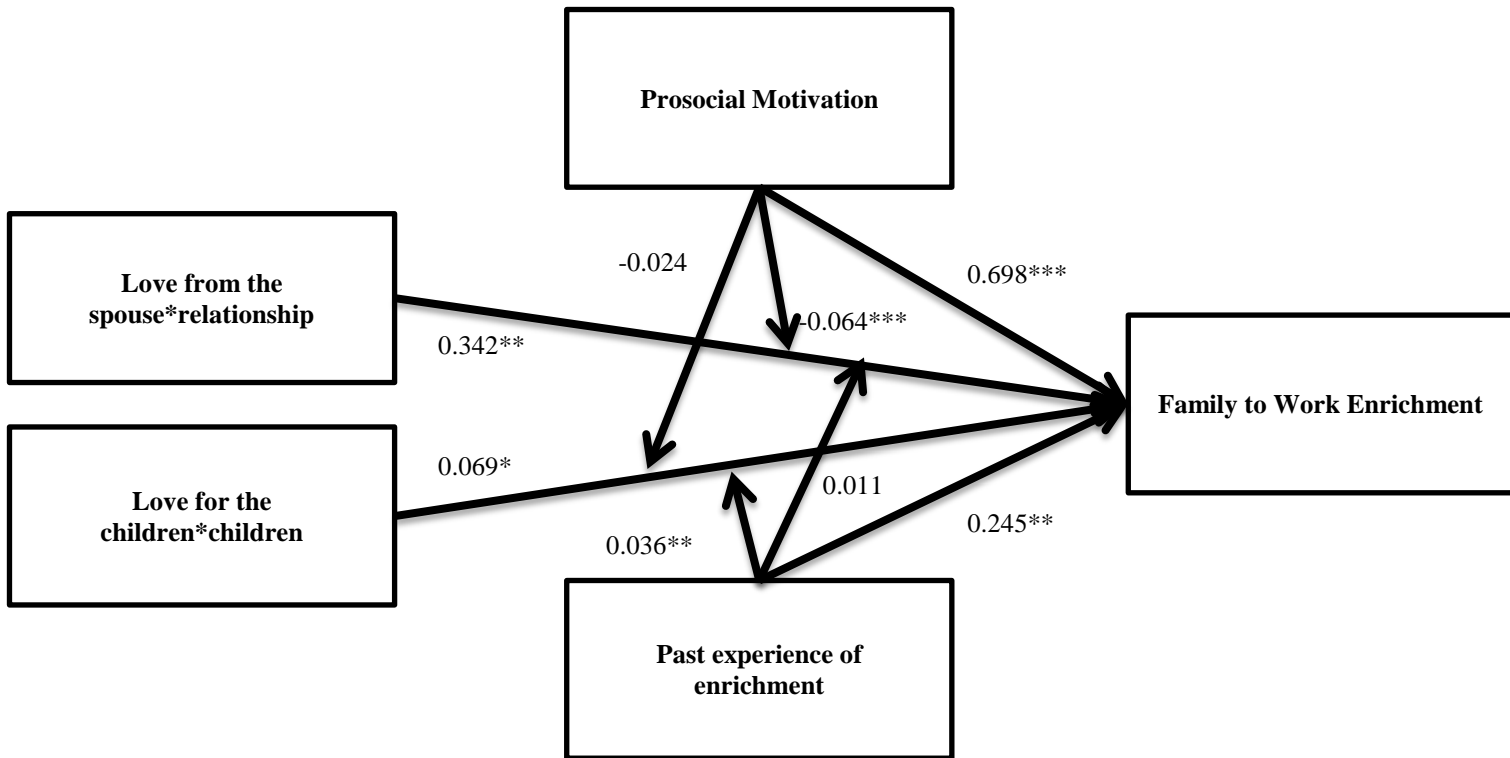 Prosocial Motivation
Love from the
spouse*relationship
-0.024
0.698***
-0.064***
0.342**
Family to Work Enrichment
Love for the
children*children
0.069*
0.011
0.036**
0.245**
Past experience of
enrichment